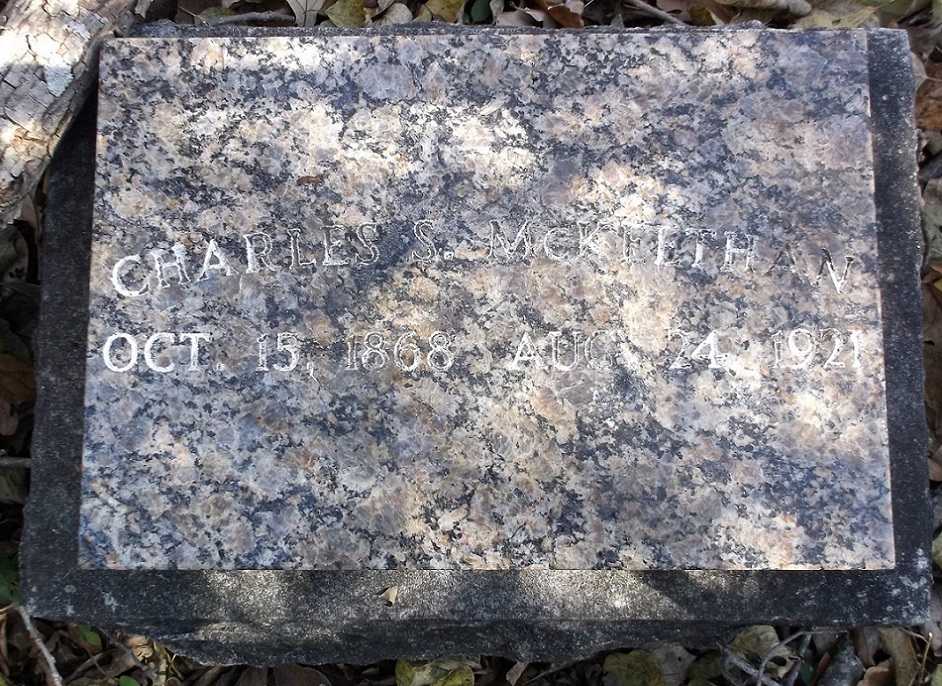 CHARLES S. McKEETHAN
OCT. 15, 1868 AUG. 24, 1921